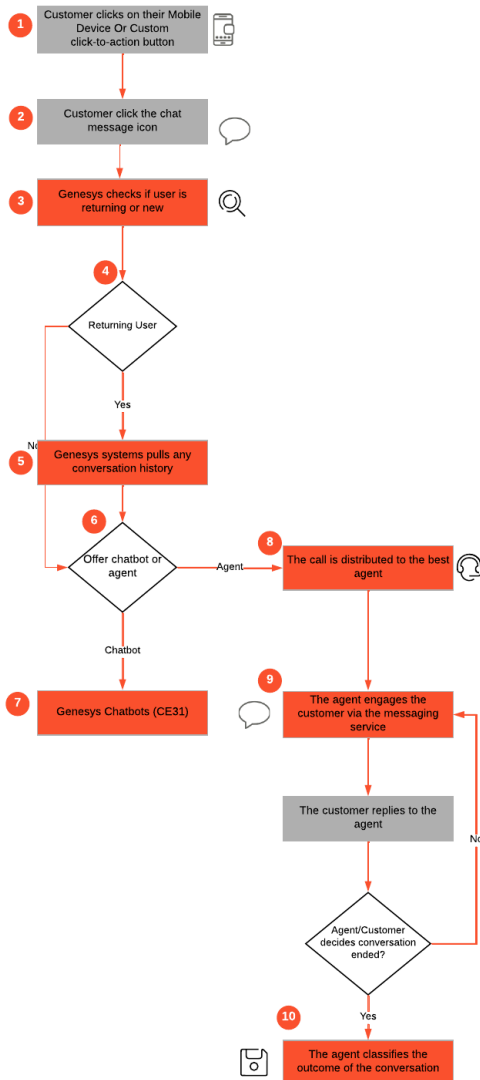 1
Customer clicks on their Mobile
Device Or Custom
click-to-action button
2
Customer click the chat
message icon
3
Genesys checks if user is
returning or new
4
Returning User
Yes
No
5
Genesys systems pulls any
conversation history
6
Offer chatbot or
agent
Agent
8
The call is distributed to the best
agent
Chatbot
7
Genesys Chatbots (CE31)
9
The agent engages the
customer via the messaging
service
The customer replies to the
agent
No
Agent/Customer
decides conversation
ended?
Yes
10
The agent classifies the
outcome of the conversation